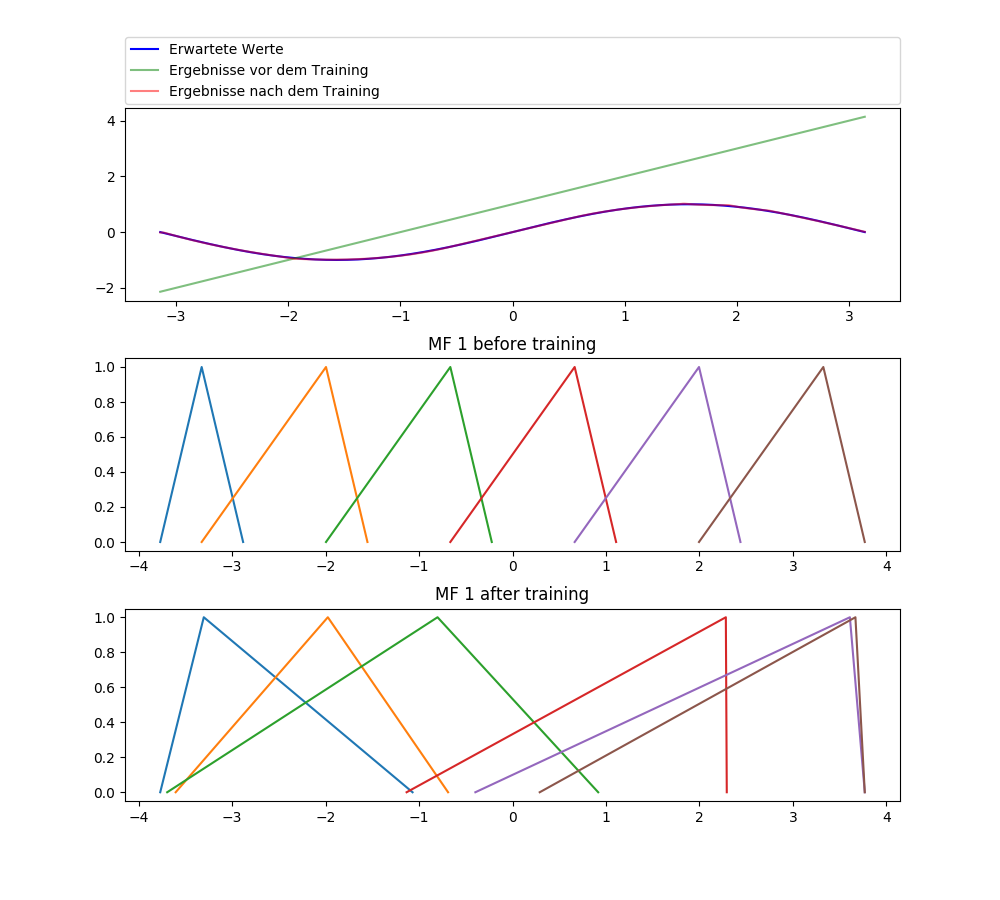 Erwartete Werte
Ergebnisse vor dem Training
Ergebnisse nach dem Training
4
2
0
−2
−3 −2 −1 0 1 2 3
MF 1 before training
1.0
0.8
0.6
0.4
0.2
0.0
−4 −3 −2 −1 0 1 2 3 4
MF 1 after training
1.0
0.8
0.6
0.4
0.2
0.0
−4 −3 −2 −1 0 1 2 3 4